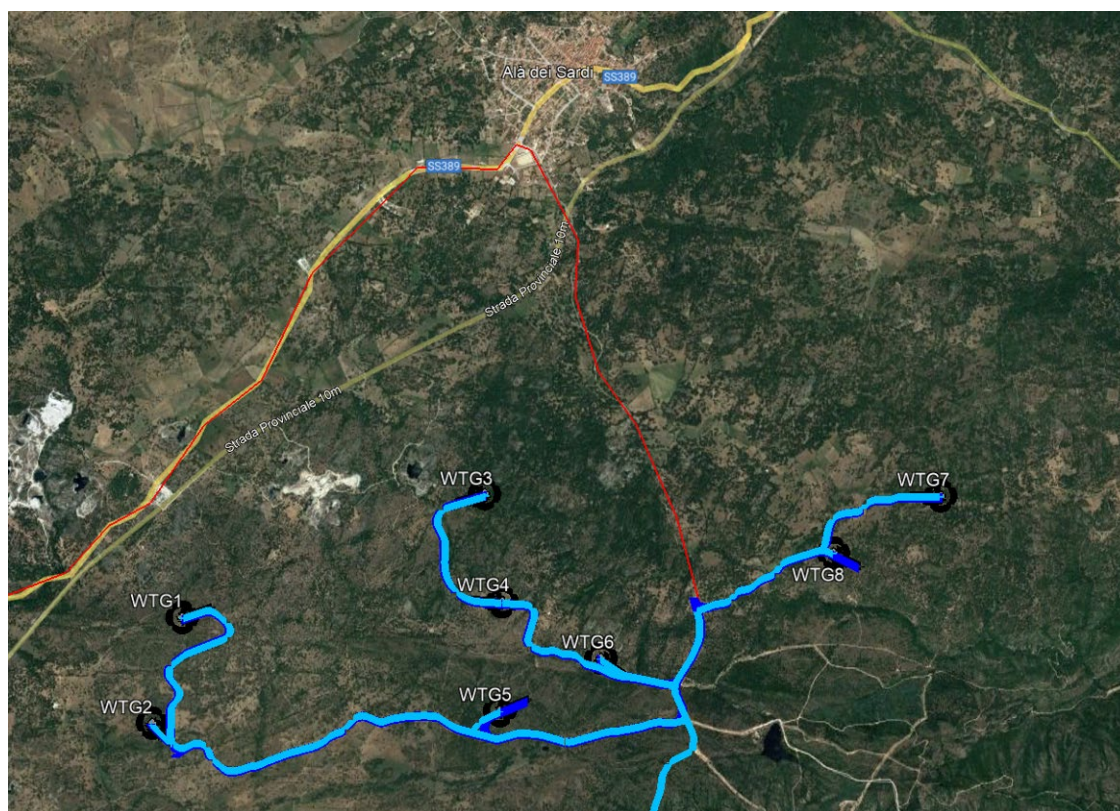 Alà dei Sardi
SS389
SS389
Strada Provinciale 10m
Strada Provinciale 10m
WTG3
WTG7
WTG8
WTG4
WTG1
WTG6
WTG5
WTG2